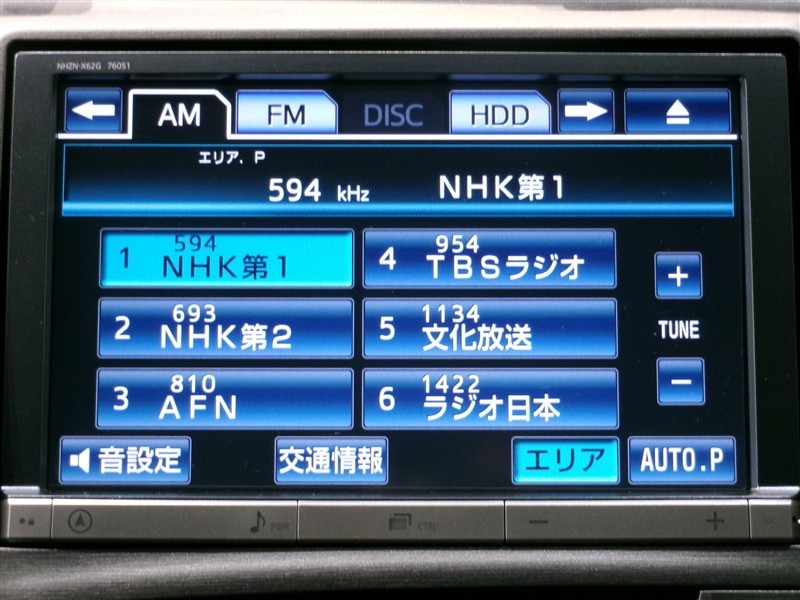 NHZN-X62G 76051
AM FM DISC HDD
エリア、P
594 kHz NHK第1
1 594 NHK第1
4 954 TBSラジオ
2 693 NHK第2
5 1134 文化放送
3 810 AFN
6 1422 ラジオ日本
+
TUNE
−
音設定 交通情報 エリア AUTO.P
PWR CTRL − +